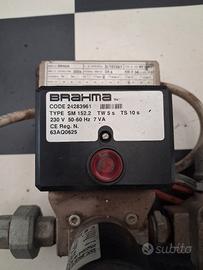 BRAHMA
CODE 24283961
TYPE SM 152.2 TW 5 s TS 10 s
230 V 50-60 Hz 7 VA
CE Reg. N.
63AQ0625
subito